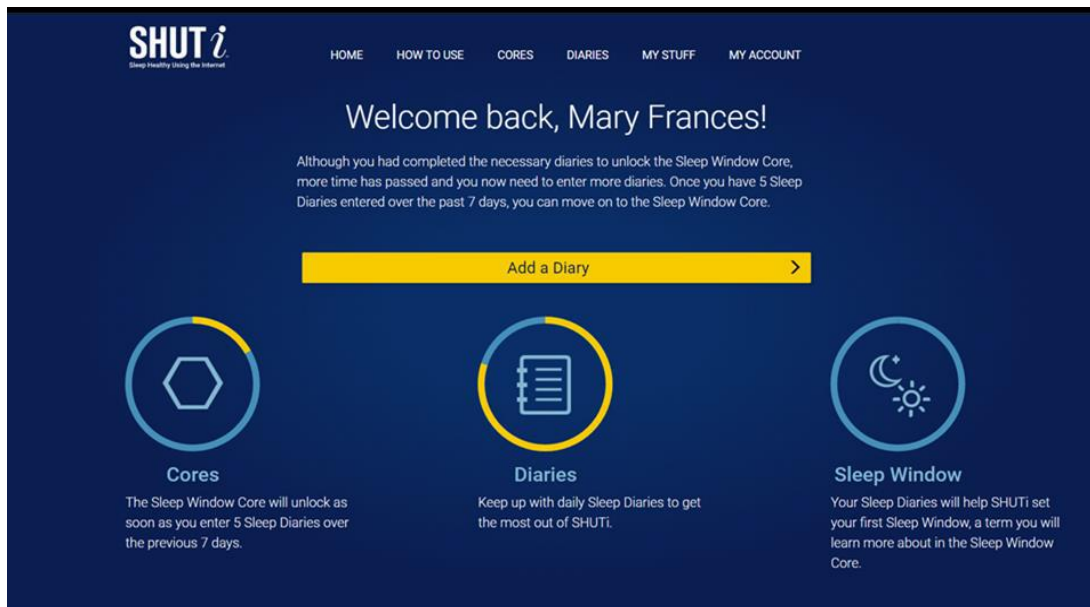 SHUTi
Sleep Healthy Using the Internet
HOME HOW TO USE CORES DIARIES MY STUFF MY ACCOUNT
Welcome back, Mary Frances!
Although you had completed the necessary diaries to unlock the Sleep Window Core,
more time has passed and you now need to enter more diaries. Once you have 5 Sleep
Diaries entered over the past 7 days, you can move on to the Sleep Window Core.
Add a Diary
Cores
The Sleep Window Core will unlock as
soon as you enter 5 Sleep Diaries over
the previous 7 days.
Diaries
Keep up with daily Sleep Diaries to get
the most out of SHUTi.
Sleep Window
Your Sleep Diaries will help SHUTi set
your first Sleep Window, a term you will
learn more about in the Sleep Window
Core.